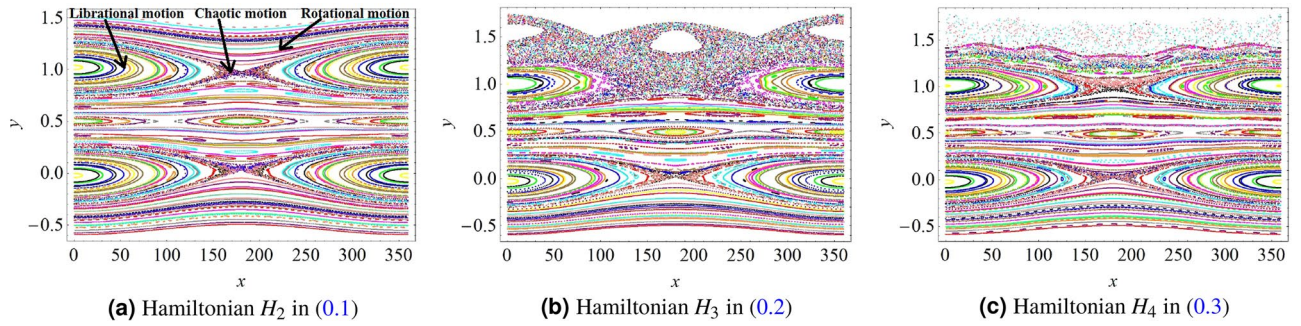 Librational motion Chaotic motion Rotational motion
1.5
1.0
0.5
0.0
−0.5
y
0 50 100 150 200 250 300 350
x
(a) Hamiltonian H2 in (0.1)
1.5
1.0
0.5
0.0
−0.5
y
0 50 100 150 200 250 300 350
x
(b) Hamiltonian H3 in (0.2)
1.5
1.0
0.5
0.0
−0.5
y
0 50 100 150 200 250 300 350
x
(c) Hamiltonian H4 in (0.3)